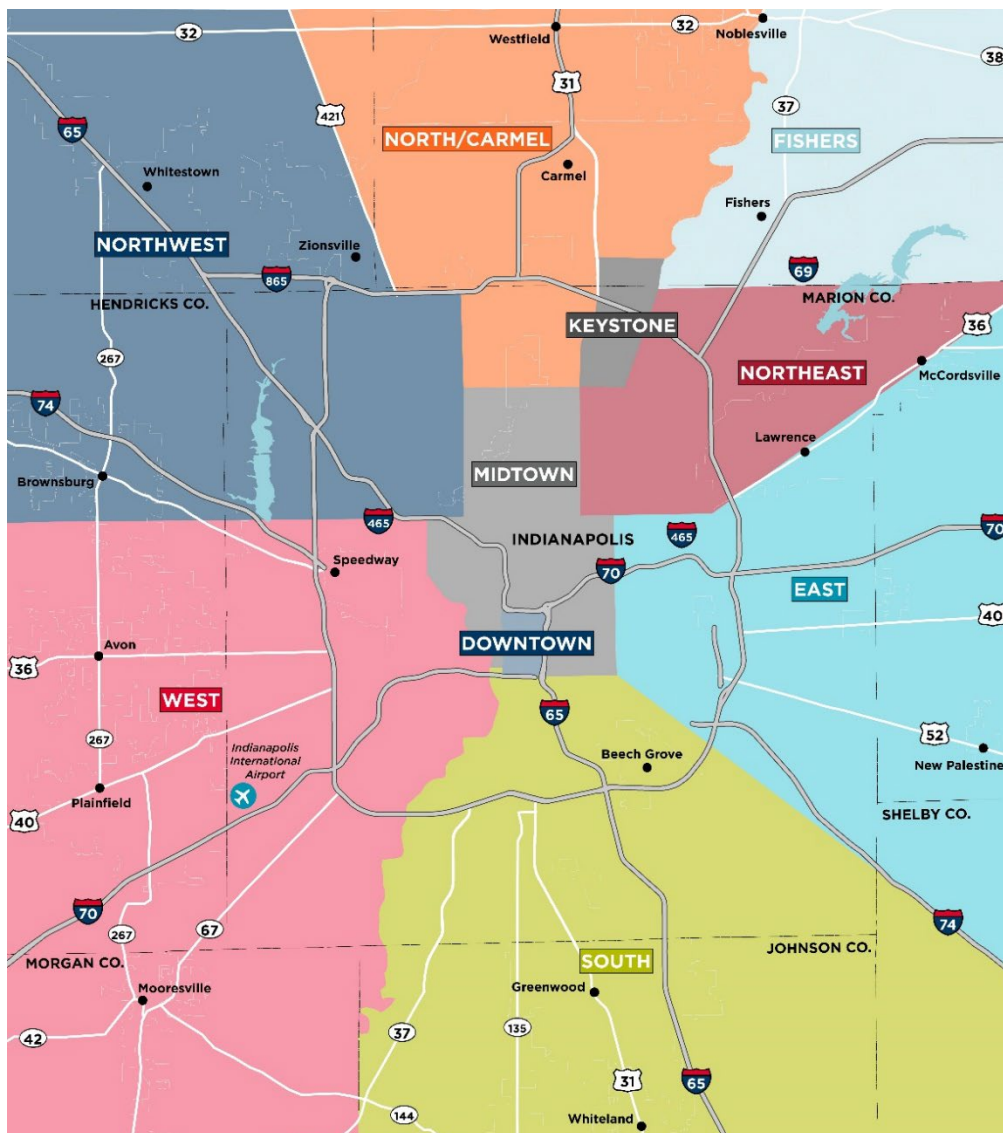 32
Westfield
32
Noblesville
38
31
37
421
65
NORTH/CARMEL
FISHERS
Whitestown
Carmel
Fishers
NORTHWEST
Zionsville
865
69
HENDRICKS CO.
MARION CO.
KEYSTONE
36
267
NORTHEAST
McCordsville
74
Lawrence
MIDTOWN
Brownsburg
465
INDIANAPOLIS
465
70
Speedway
70
EAST
40
DOWNTOWN
Avon
36
WEST
65
267
Indianapolis
International
Airport
Beech Grove
52
New Palestine
Plainfield
40
SHELBY CO.
70
267
67
74
MORGAN CO.
SOUTH
JOHNSON CO.
Mooresville
Greenwood
42
37
135
31
65
144
Whiteland